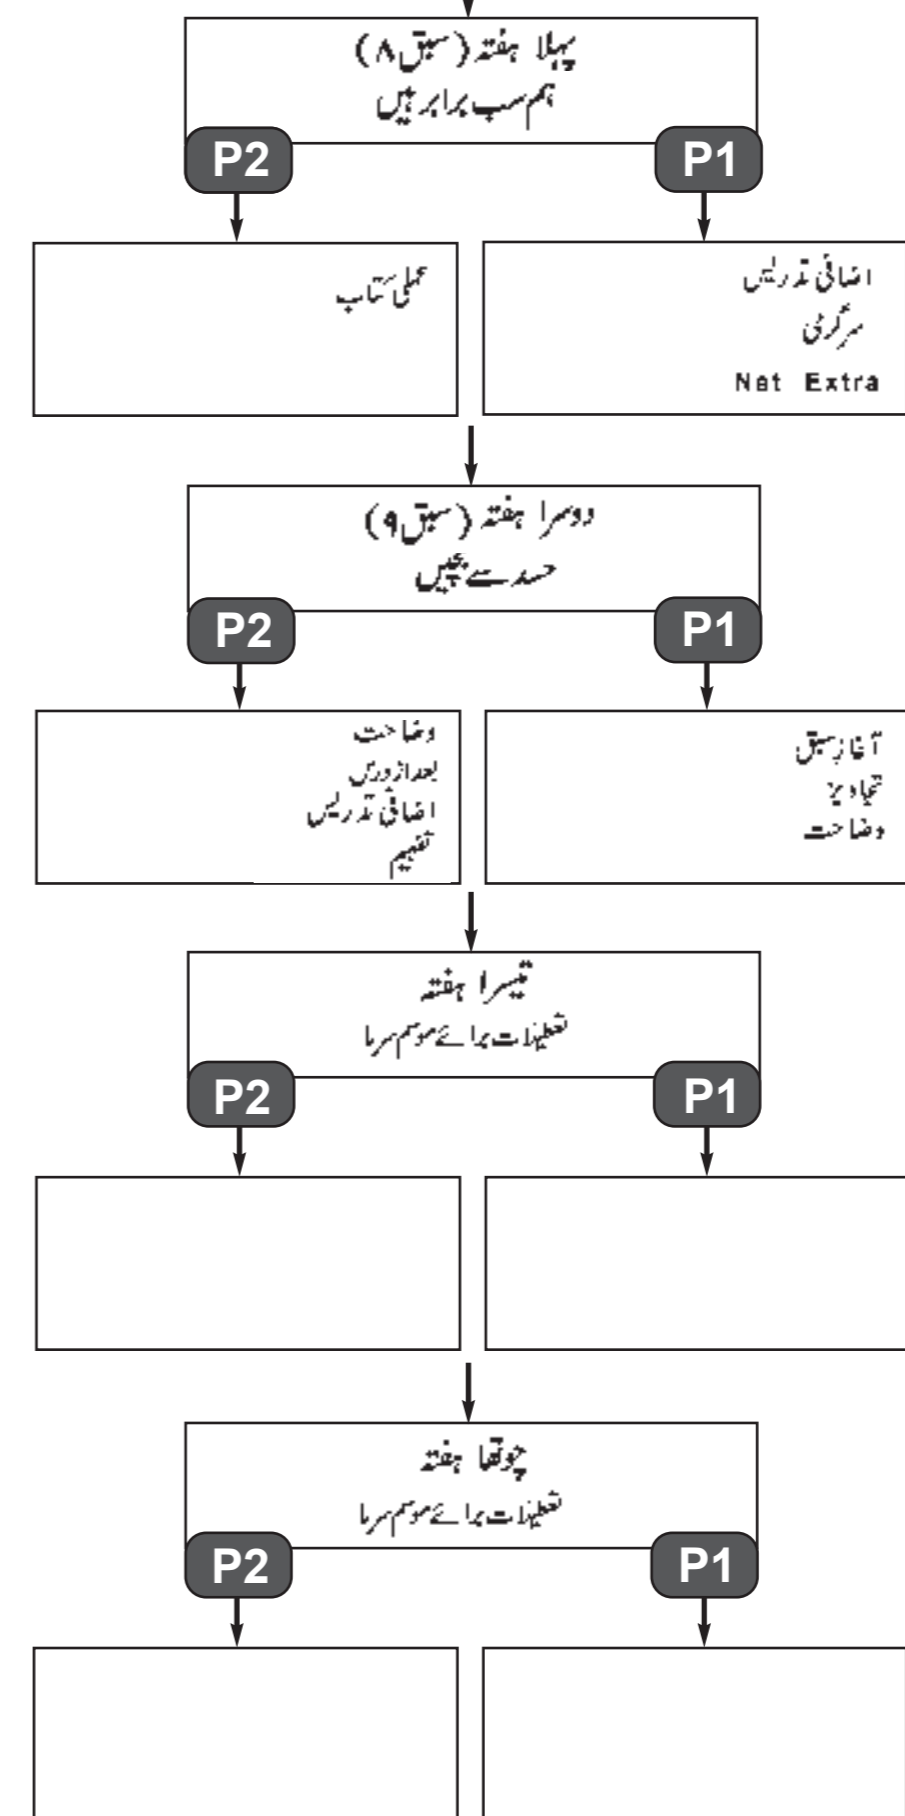 پہلا ہفتہ (سبق ۸)
ہم سب برابر ہیں
P1
P2
اضافی تدریس
سرگرمی
Net Extra
عملی کتاب
دوسرا ہفتہ (سبق ۹)
حسد سے بچیں
P1
P2
آغازِ سبق
تجاویز
وضاحت
وضاحت
بعد از درس
اضافی تدریس
تفہیم
تیسرا ہفتہ
تعطیلات برائے موسم سرما
P1
P2
چوتھا ہفتہ
تعطیلات برائے موسم سرما
P1
P2